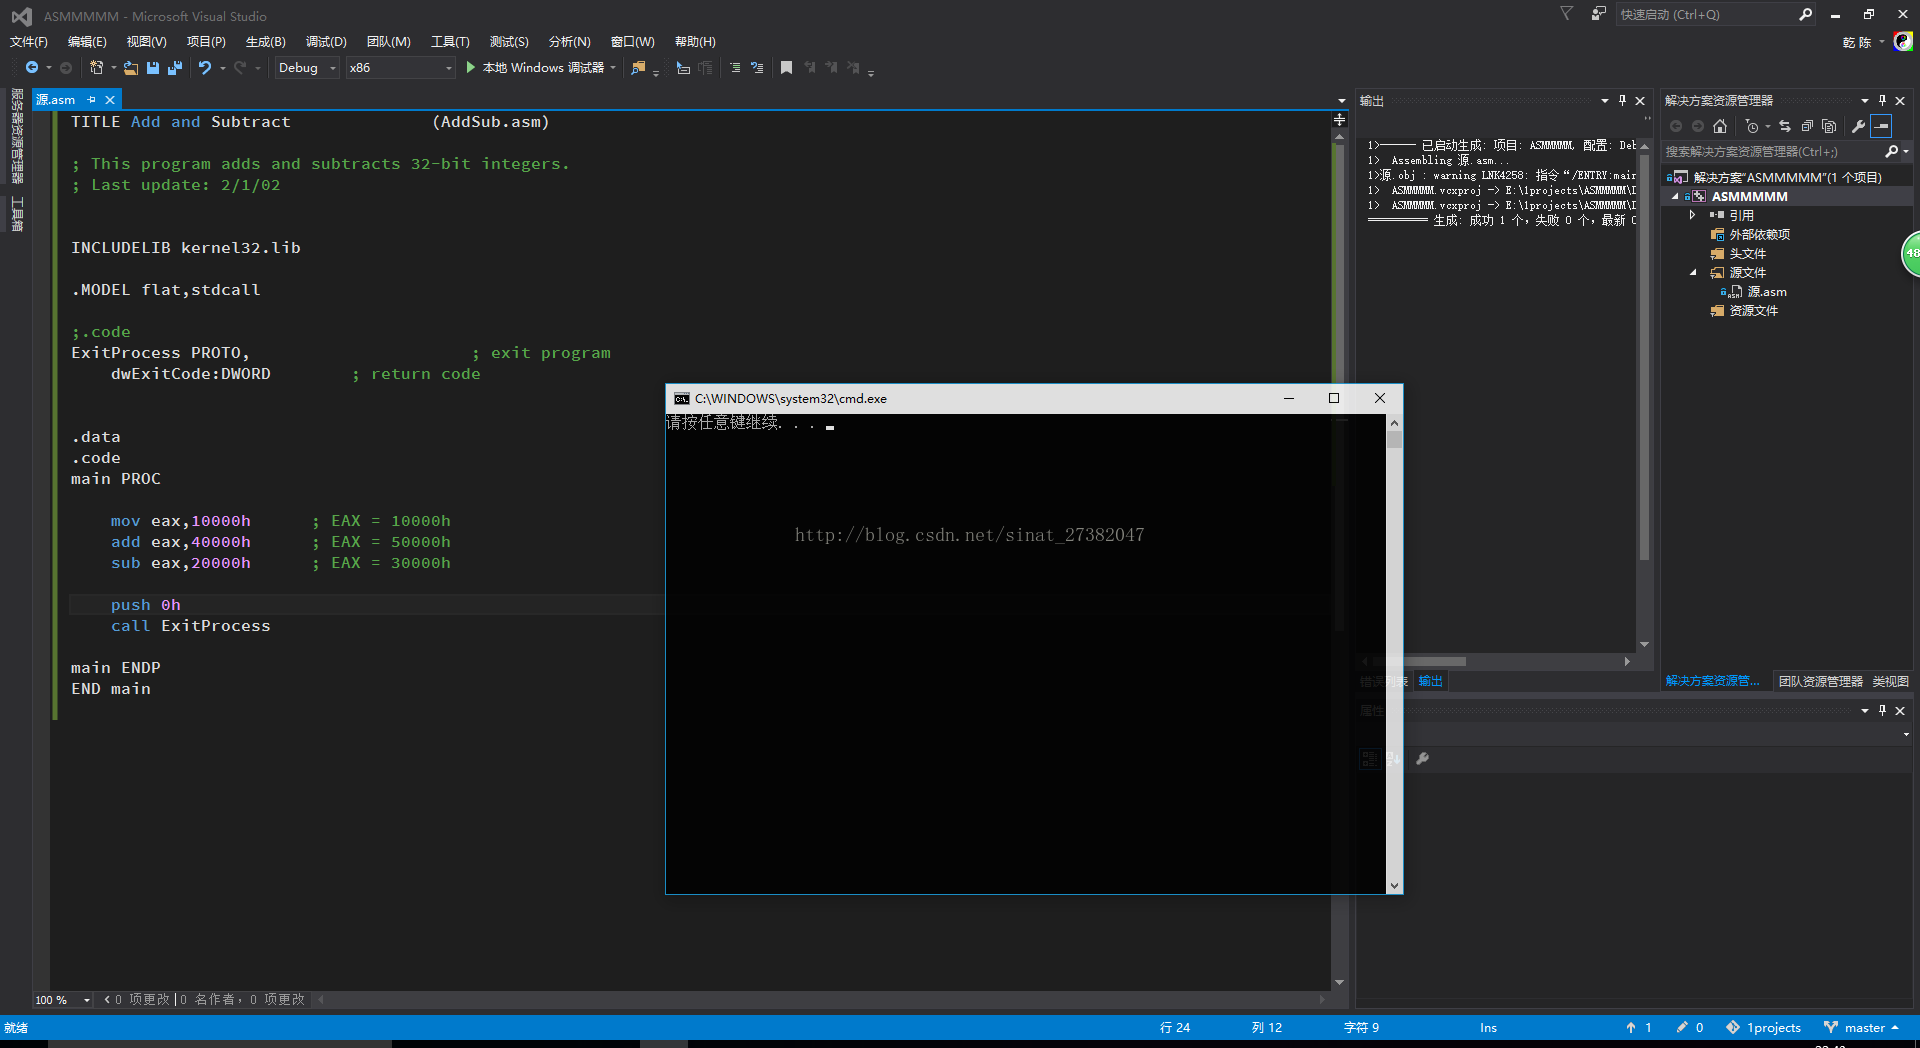 ASMMMMM - Microsoft Visual Studio
快速启动 (Ctrl+Q)
文件(F) 编辑(E) 视图(V) 项目(P) 生成(B) 调试(D) 团队(M) 工具(T) 测试(S) 分析(N) 窗口(W) 帮助(H)
乾 陈
Debug x86 本地 Windows 调试器
服务器资源管理器
工具箱
源.asm
TITLE Add and Subtract (AddSub.asm)
; This program adds and subtracts 32-bit integers.
; Last update: 2/1/02
INCLUDELIB kernel32.lib
.MODEL flat,stdcall
;.code
ExitProcess PROTO, ; exit program
dwExitCode:DWORD ; return code
.data
.code
main PROC
mov eax,10000h ; EAX = 10000h
add eax,40000h ; EAX = 50000h
sub eax,20000h ; EAX = 30000h
push 0h
call ExitProcess
main ENDP
END main
C:\WINDOWS\system32\cmd.exe
请按任意键继续. . .
http://blog.csdn.net/sinat_27382047
输出
1>------ 已启动生成: 项目: ASMMMMM, 配置: Deb
1> Assembling 源.asm...
1>源.obj : warning LNK4258: 指令“/ENTRY:main
1> ASMMMMM.vcxproj -> E:\1projects\ASMMMMM\D
1> ASMMMMM.vcxproj -> E:\1projects\ASMMMMM\D
========== 生成: 成功 1 个，失败 0 个，最新 0
错误列表 输出
解决方案资源管理器
搜索解决方案资源管理器(Ctrl+;)
解决方案"ASMMMMM"(1 个项目)
ASMMMMM
引用
外部依赖项
头文件
源文件
源.asm
资源文件
48
解决方案资源管... 团队资源管理器 类视图
属性
100 % 0 项更改 | 0 名作者，0 项更改
就绪 行 24 列 12 字符 9 Ins 1 0 1projects master